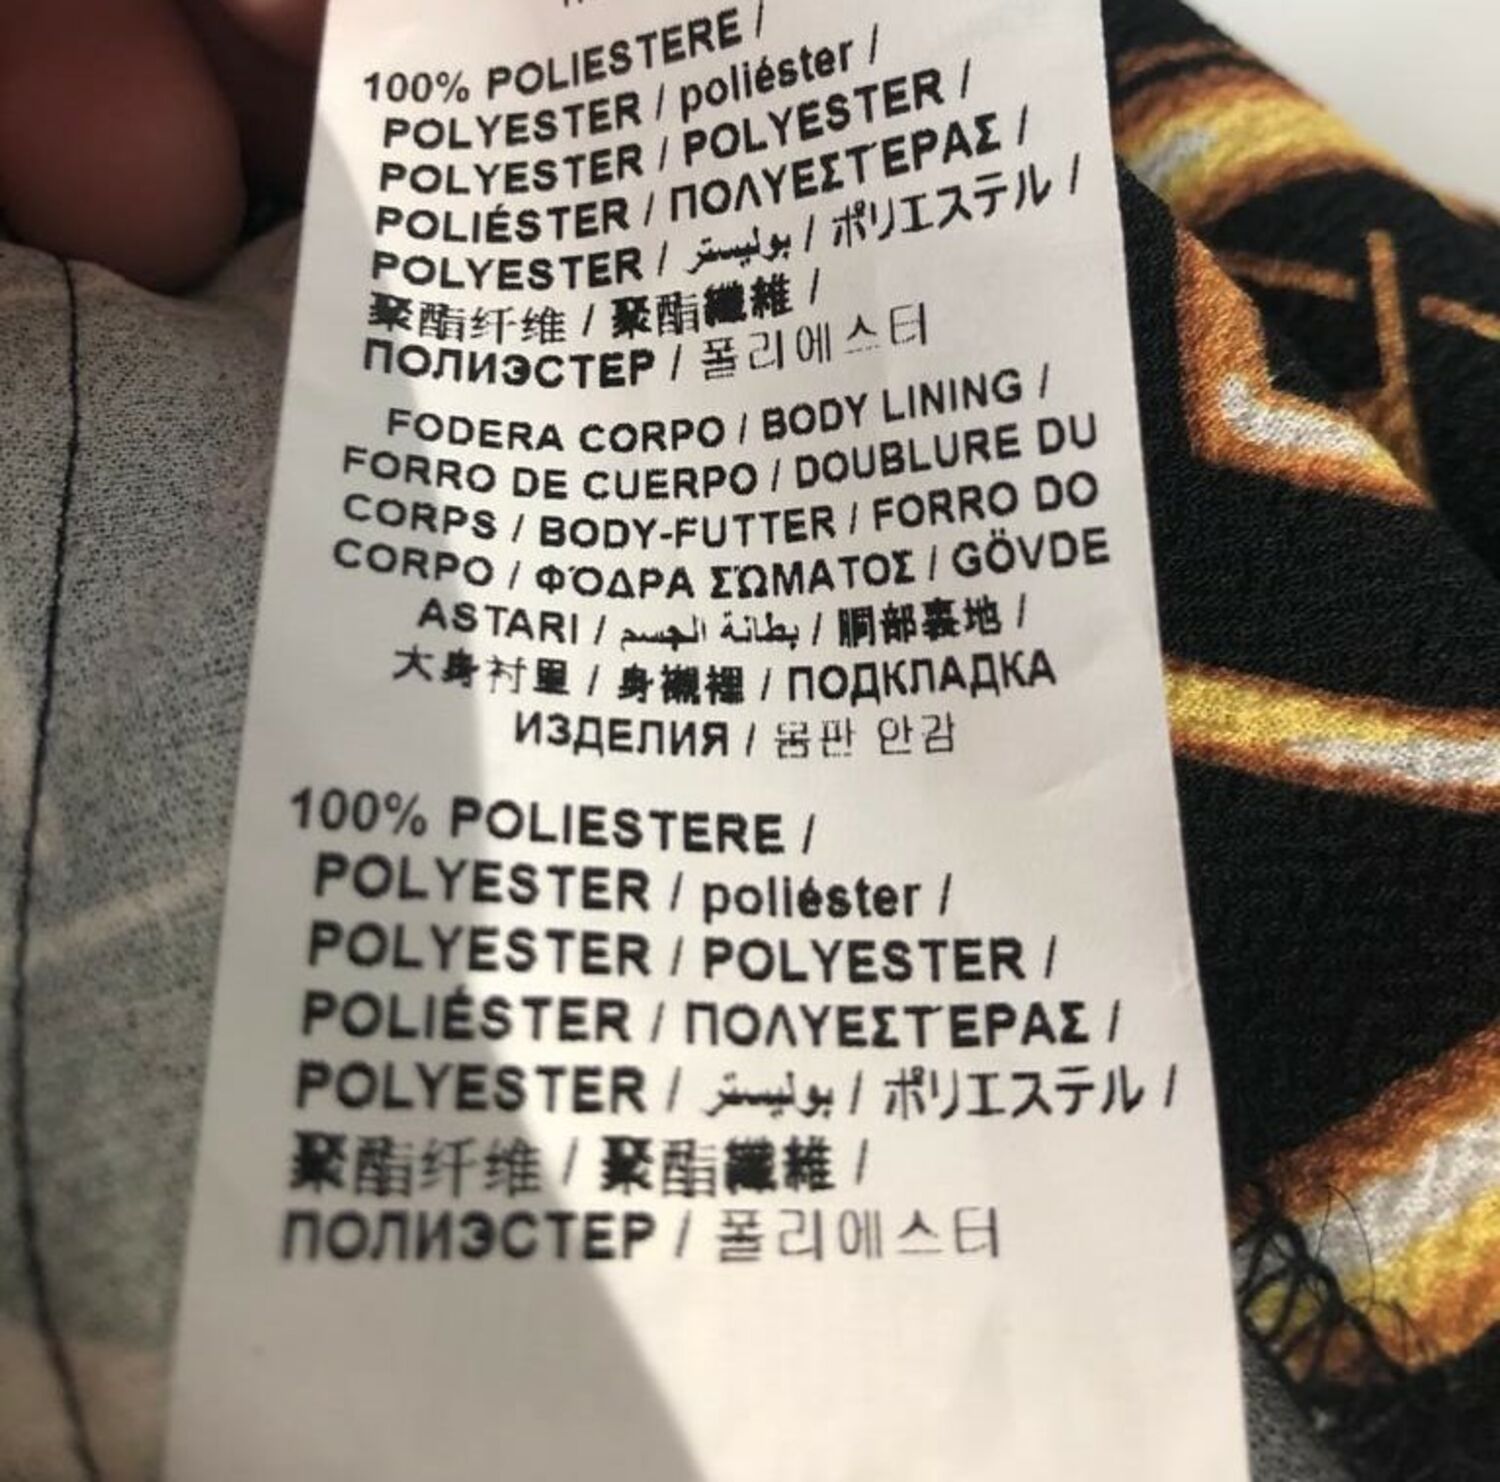 100% POLIESTERE /
POLYESTER / poliéster /
POLYESTER / POLYESTER /
POLIÉSTER / ΠΟΛΥΕΣΤΈΡΑΣ /
POLYESTER / بوليستر / ポリエステル /
聚酯纤维 / 聚酯纖維 /
ПОЛИЭСТЕР / 폴리에스터
FODERA CORPO / BODY LINING /
FORRO DE CUERPO / DOUBLURE DU
CORPS / BODY-FUTTER / FORRO DO
CORPO / ΦΌΔΡΑ ΣΏΜΑΤΟΣ / GÖVDE
ASTARI / بطانة الجسم / 胴部裏地 /
大身衬里 / 身襯裡 / ПОДКЛАДКА
ИЗДЕЛИЯ / 몸판 안감
100% POLIESTERE /
POLYESTER / poliéster /
POLYESTER / POLYESTER /
POLIÉSTER / ΠΟΛΥΕΣΤΈΡΑΣ /
POLYESTER / بوليستر / ポリエステル /
聚酯纤维 / 聚酯纖維 /
ПОЛИЭСТЕР / 폴리에스터